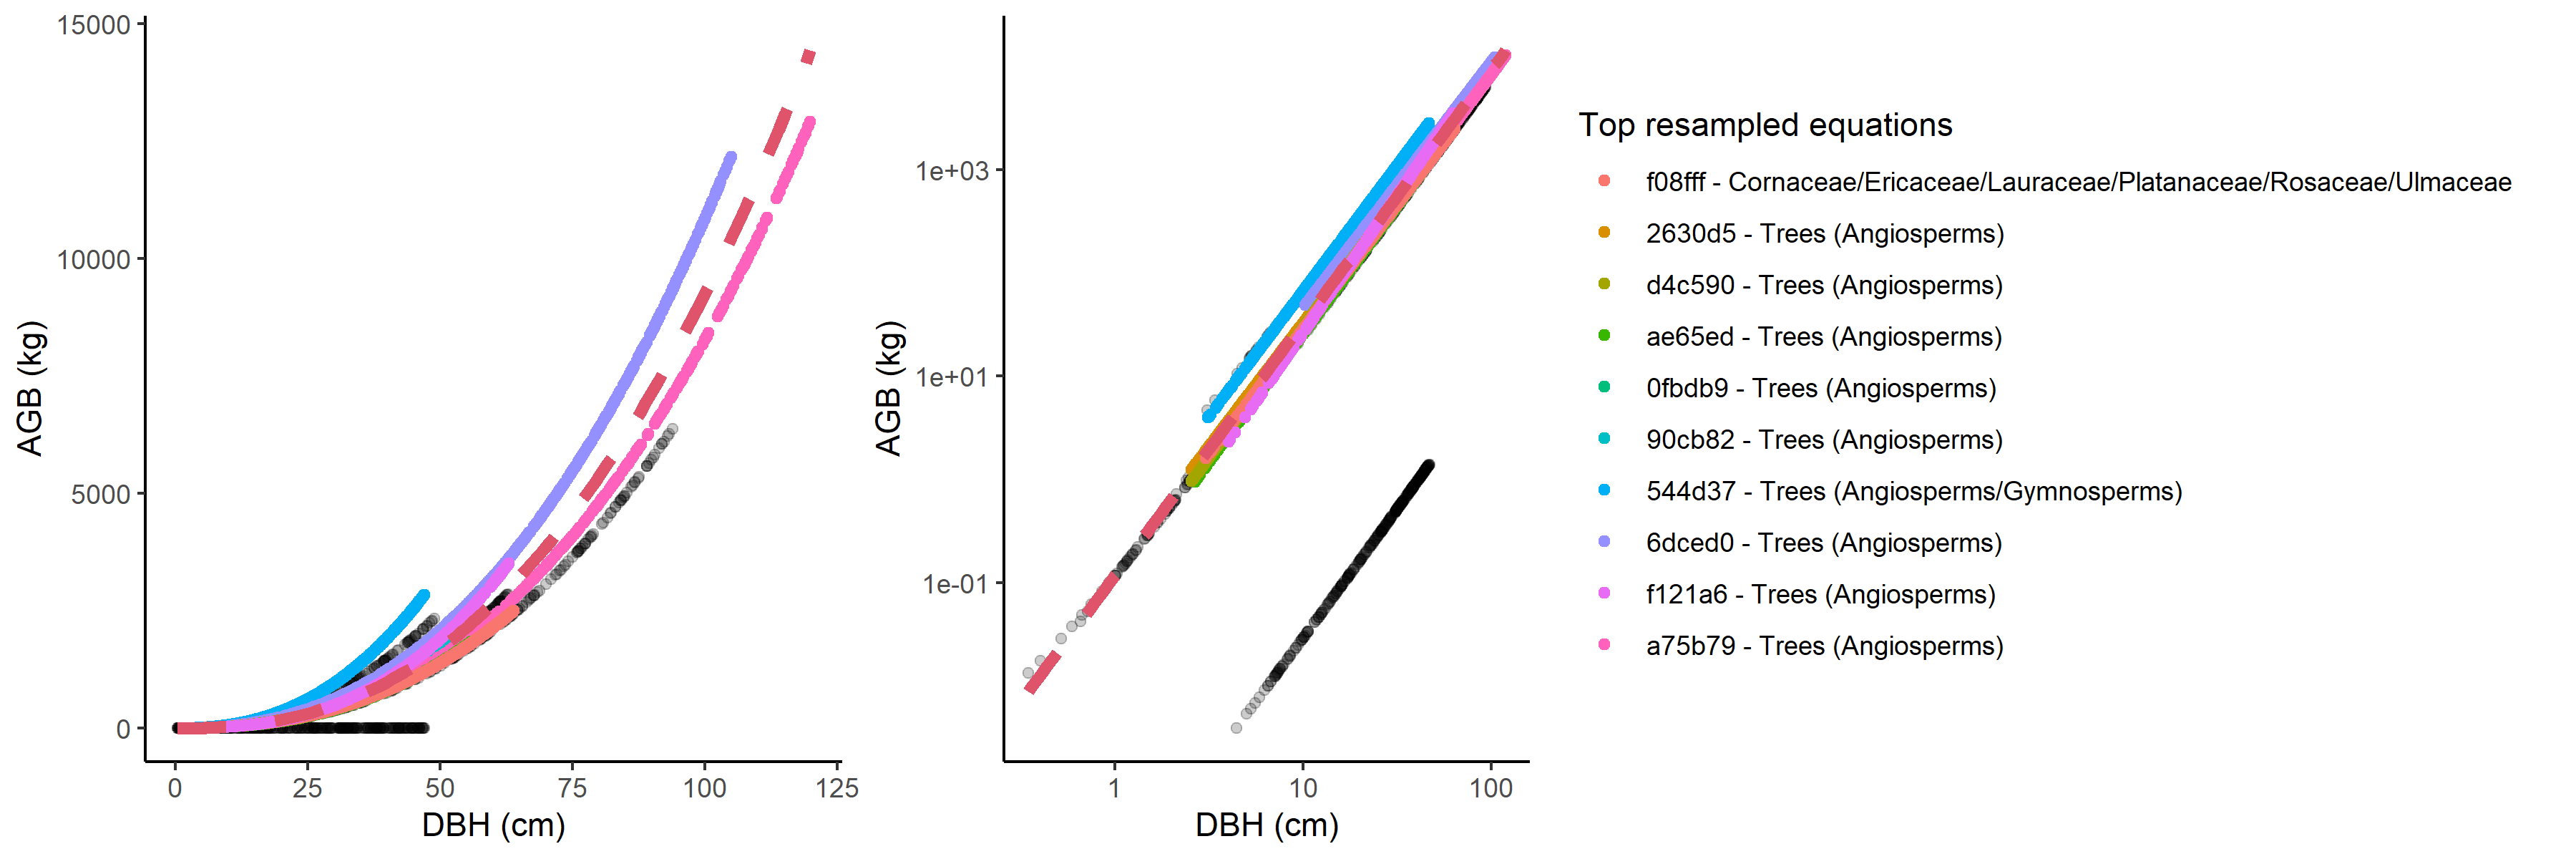 15000
10000
5000
0
AGB (kg)
0 25 50 75 100 125
DBH (cm)
1e+03
1e+01
1e-01
AGB (kg)
1 10 100
DBH (cm)
Top resampled equations
f08fff - Cornaceae/Ericaceae/Lauraceae/Platanaceae/Rosaceae/Ulmaceae
2630d5 - Trees (Angiosperms)
d4c590 - Trees (Angiosperms)
ae65ed - Trees (Angiosperms)
0fbdb9 - Trees (Angiosperms)
90cb82 - Trees (Angiosperms)
544d37 - Trees (Angiosperms/Gymnosperms)
6dced0 - Trees (Angiosperms)
f121a6 - Trees (Angiosperms)
a75b79 - Trees (Angiosperms)